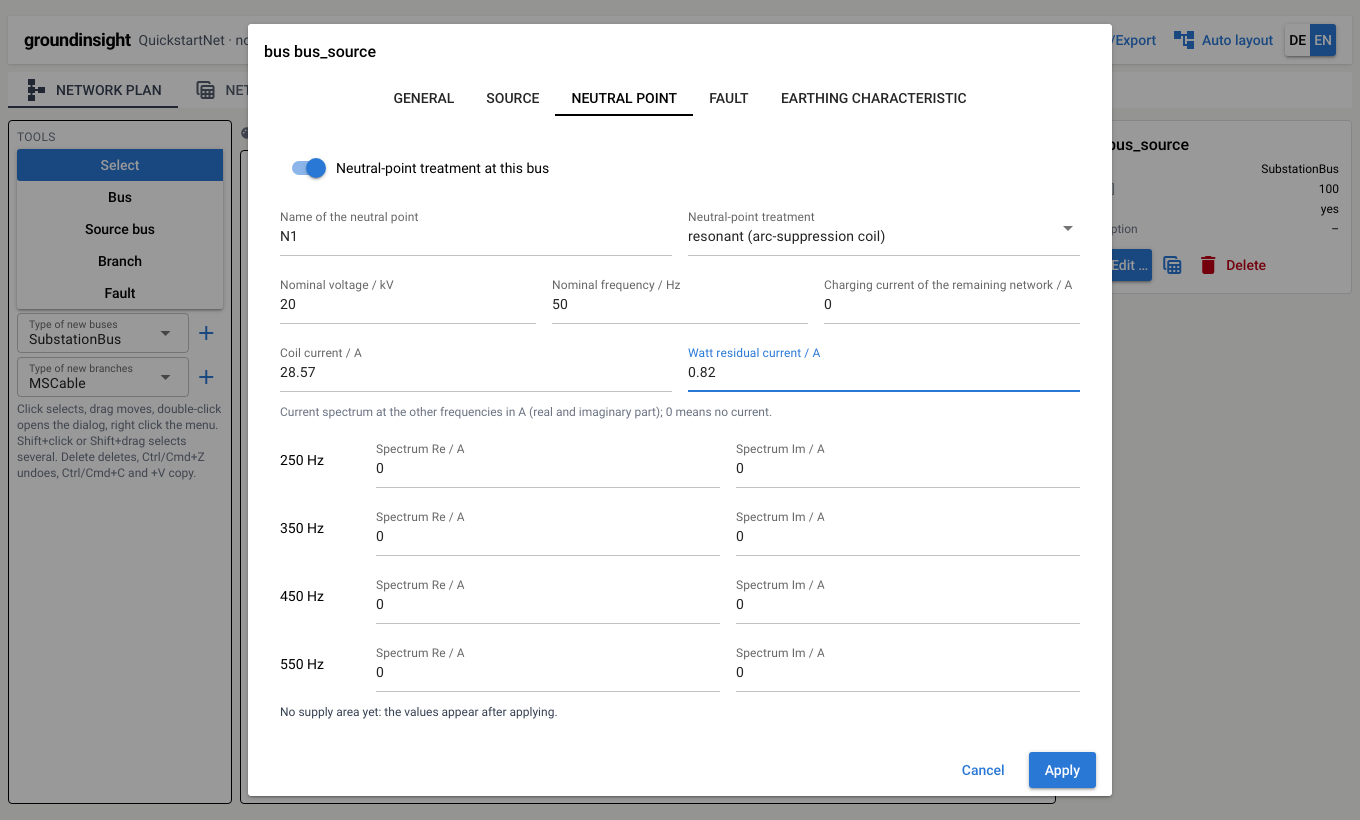 groundinsight QuickstartNet
/Export Auto layout DE EN
NETWORK PLAN
TOOLS
Select
Bus
Source bus
Branch
Fault
Type of new buses
SubstationBus
Type of new branches
MSCable
Click selects, drag moves, double-click
opens the dialog, right click the menu.
Shift+click or Shift+drag selects
several. Delete deletes, Ctrl/Cmd+Z
undoes, Ctrl/Cmd+C and +V copy.
bus bus_source
GENERAL SOURCE NEUTRAL POINT FAULT EARTHING CHARACTERISTIC
Neutral-point treatment at this bus
Name of the neutral point
N1
Neutral-point treatment
resonant (arc-suppression coil)
Nominal voltage / kV
20
Nominal frequency / Hz
50
Charging current of the remaining network / A
0
Coil current / A
28.57
Watt residual current / A
0.82
Current spectrum at the other frequencies in A (real and imaginary part); 0 means no current.
250 Hz
Spectrum Re / A
0
Spectrum Im / A
0
350 Hz
Spectrum Re / A
0
Spectrum Im / A
0
450 Hz
Spectrum Re / A
0
Spectrum Im / A
0
550 Hz
Spectrum Re / A
0
Spectrum Im / A
0
No supply area yet: the values appear after applying.
Cancel Apply
bus_source
SubstationBus
100
yes
–
Edit ... Delete